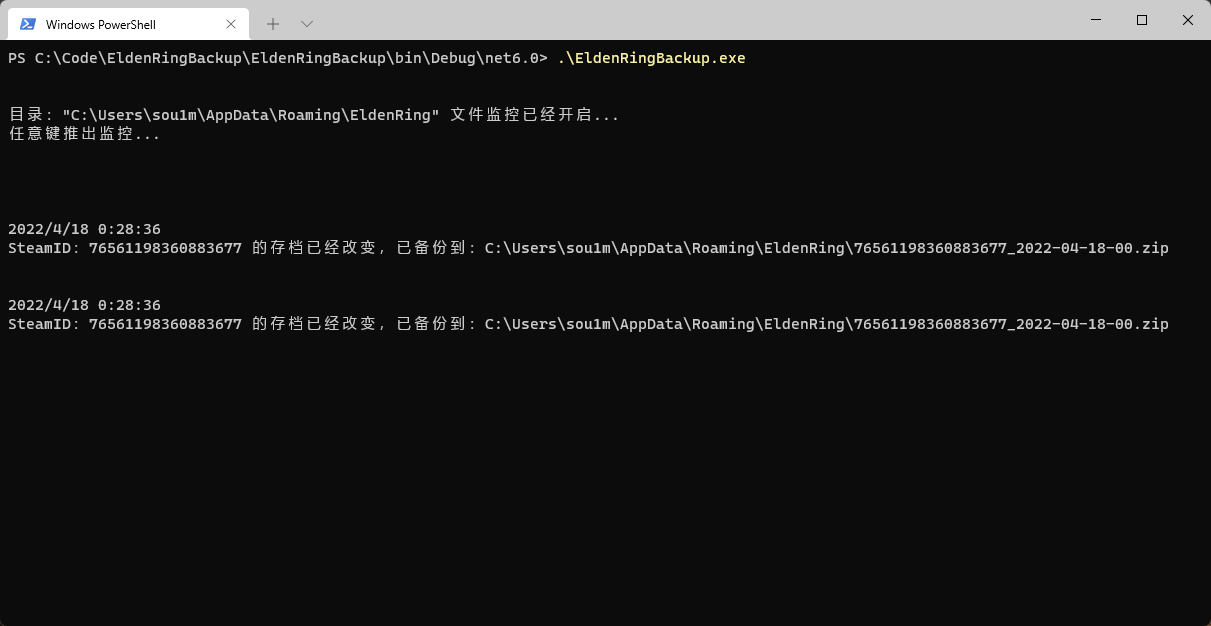 Windows PowerShell
PS C:\Code\EldenRingBackup\EldenRingBackup\bin\Debug\net6.0> .\EldenRingBackup.exe
目录: "C:\Users\sou1m\AppData\Roaming\EldenRing" 文件监控已经开启...
任意键推出监控...
2022/4/18 0:28:36
SteamID: 76561198360883677 的存档已经改变, 已备份到: C:\Users\sou1m\AppData\Roaming\EldenRing\76561198360883677_2022-04-18-00.zip
2022/4/18 0:28:36
SteamID: 76561198360883677 的存档已经改变, 已备份到: C:\Users\sou1m\AppData\Roaming\EldenRing\76561198360883677_2022-04-18-00.zip